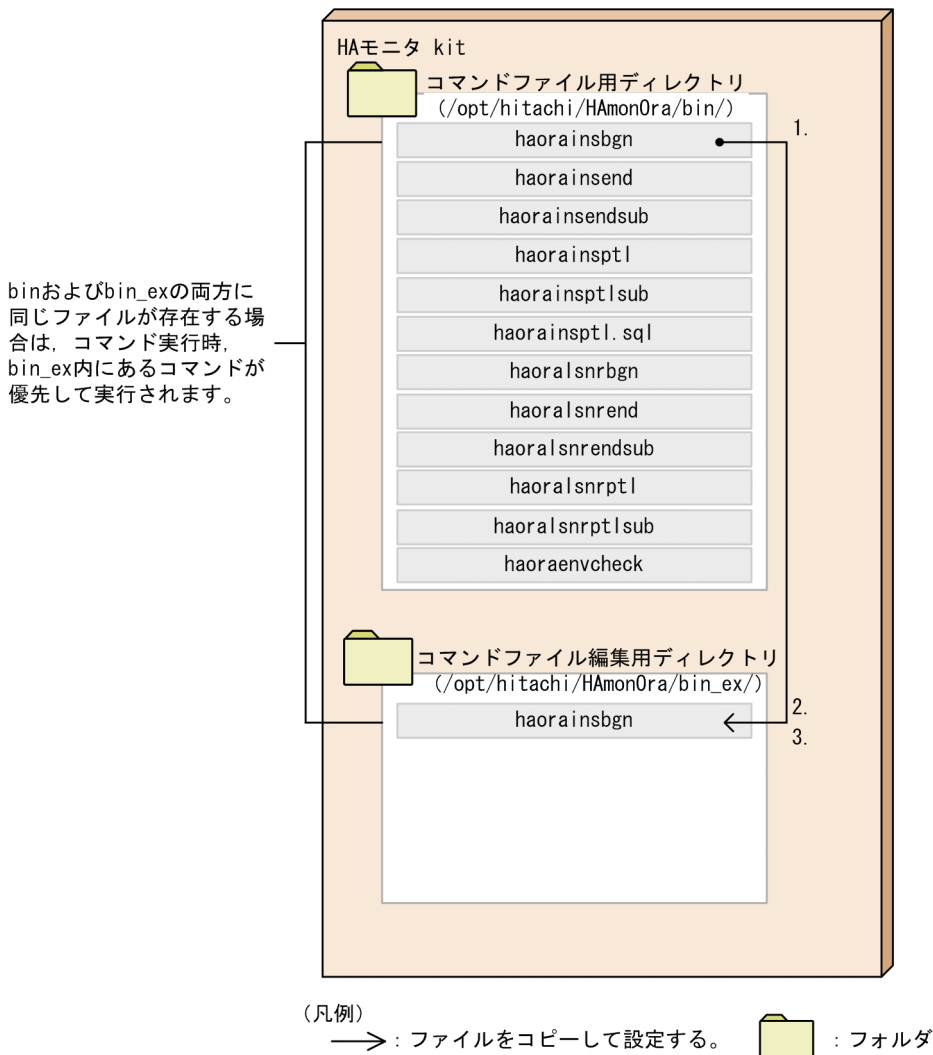 HAモニタ kit
コマンドファイル用ディレクトリ
(/opt/hitachi/HAmonOra/bin/)
1.
haorainsbgn
haorainsend
haorainsendsub
haorainsptl
haorainsptlsub
haorainsptl.sql
haoralsnrbgn
haoralsnrend
haoralsnrendsub
haoralsnrptl
haoralsnrptlsub
haoraenvcheck
binおよびbin_exの両方に
同じファイルが存在する場
合は，コマンド実行時，
bin_ex内にあるコマンドが
優先して実行されます。
コマンドファイル編集用ディレクトリ
(/opt/hitachi/HAmonOra/bin_ex/)
haorainsbgn
2.
3.
(凡例)
：ファイルをコピーして設定する。
：フォルダ